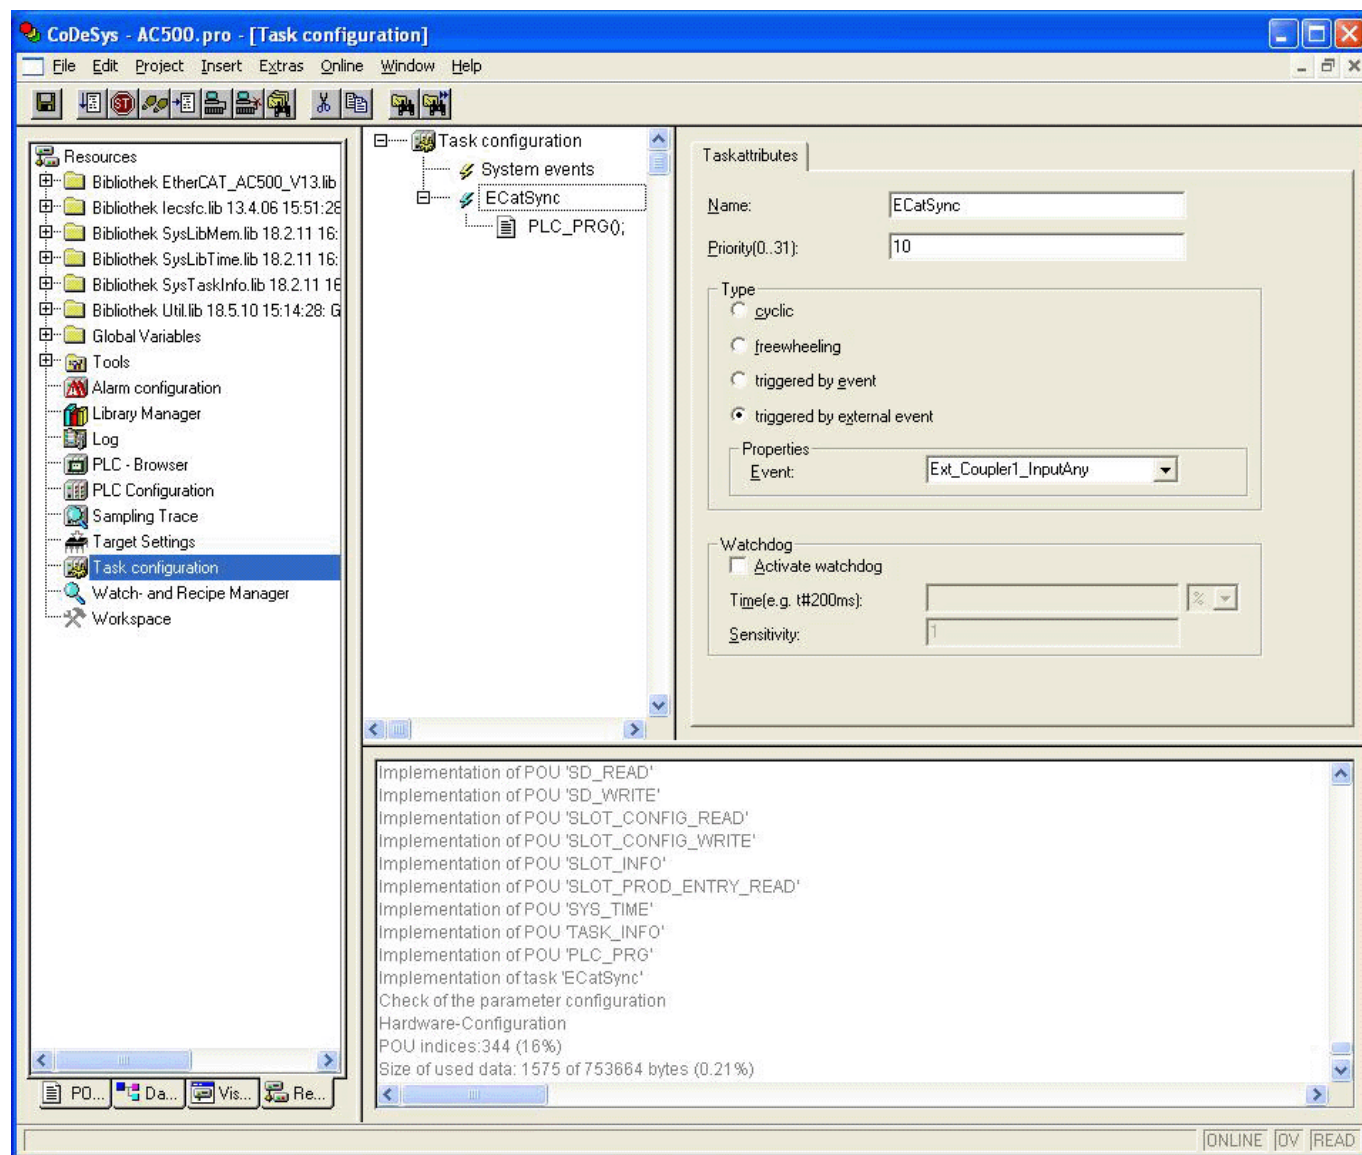 CoDeSys - AC500.pro - [Task configuration]
File Edit Project Insert Extras Online Window Help
Resources
Bibliothek EtherCAT_AC500_V13.lib
Bibliothek Iecsfc.lib 13.4.06 15:51:28
Bibliothek SysLibMem.lib 18.2.11 16:
Bibliothek SysLibTime.lib 18.2.11 16:
Bibliothek SysTaskInfo.lib 18.2.11 16
Bibliothek Util.lib 18.5.10 15:14:28: G
Global Variables
Tools
Alarm configuration
Library Manager
Log
PLC - Browser
PLC Configuration
Sampling Trace
Target Settings
Task configuration
Watch- and Recipe Manager
Workspace
PO... Da... Vis... Re...
Task configuration
System events
ECatSync
PLC_PRG();
Taskattributes
Name: ECatSync
Priority(0..31): 10
Type
cyclic
freewheeling
triggered by event
triggered by external event
Properties
Event: Ext_Coupler1_InputAny
Watchdog
Activate watchdog
Time(e.g. t#200ms): %
Sensitivity: 1
Implementation of POU 'SD_READ'
Implementation of POU 'SD_WRITE'
Implementation of POU 'SLOT_CONFIG_READ'
Implementation of POU 'SLOT_CONFIG_WRITE'
Implementation of POU 'SLOT_INFO'
Implementation of POU 'SLOT_PROD_ENTRY_READ'
Implementation of POU 'SYS_TIME'
Implementation of POU 'TASK_INFO'
Implementation of POU 'PLC_PRG'
Implementation of task 'ECatSync'
Check of the parameter configuration
Hardware-Configuration
POU indices:344 (16%)
Size of used data: 1575 of 753664 bytes (0.21%)
ONLINE OV READ